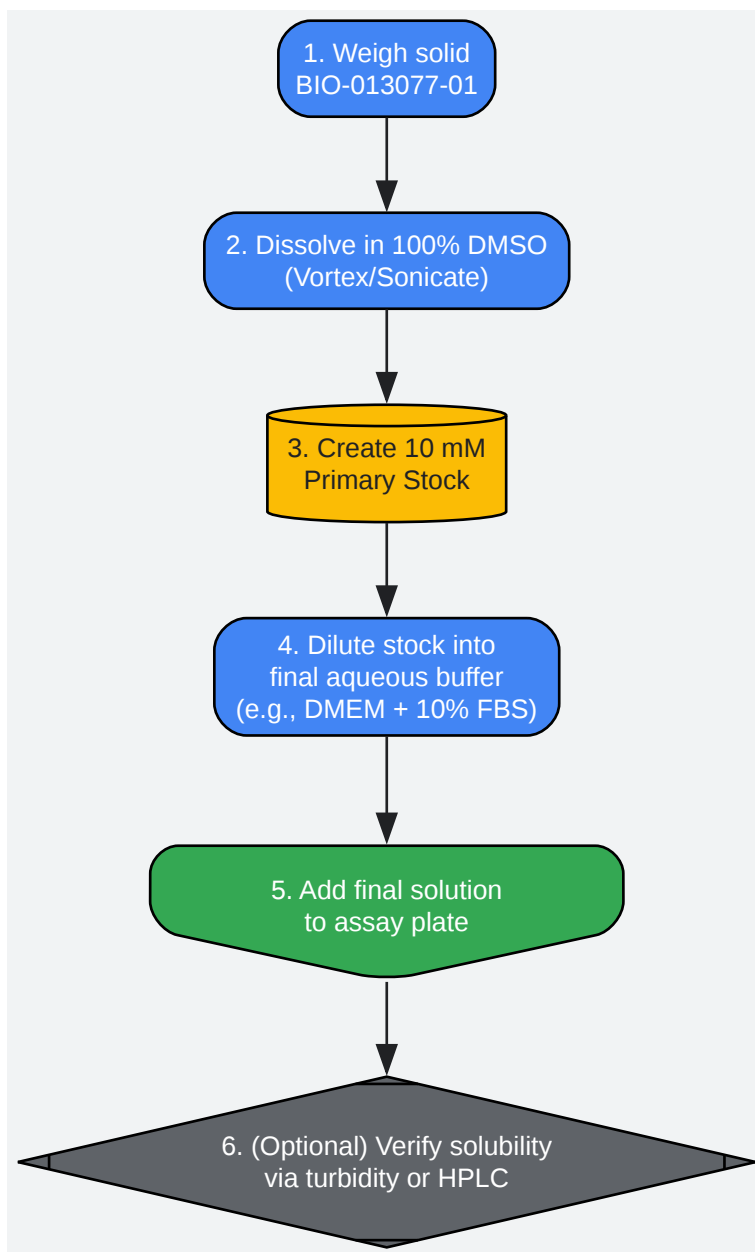 1. Weigh solid
BIO-013077-01
2. Dissolve in 100% DMSO
(Vortex/Sonicate)
3. Create 10 mM
Primary Stock
4. Dilute stock into
final aqueous buffer
(e.g., DMEM + 10% FBS)
5. Add final solution
to assay plate
6. (Optional) Verify solubility
via turbidity or HPLC